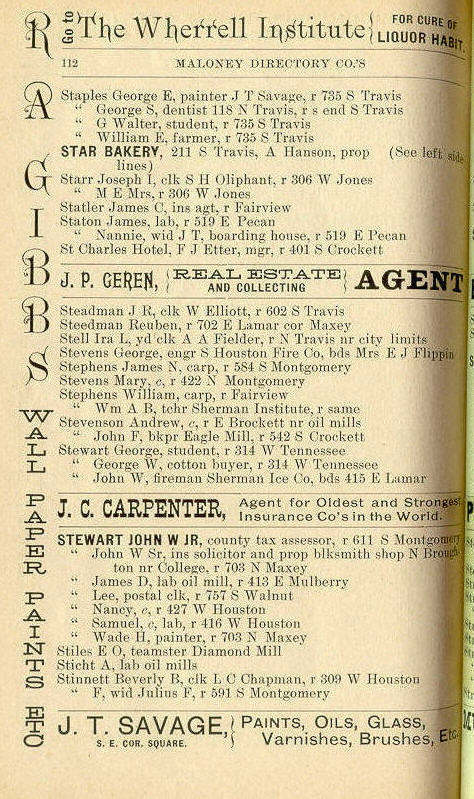 Go to The Wherrell Institute { FOR CURE OF
LIQUOR HABIT.
112 MALONEY DIRECTORY CO.'S
Staples George E, painter J T Savage, r 735 S Travis
" George S, dentist 118 N Travis, r s end S Travis
" G Walter, student, r 735 S Travis
" William E, farmer, r 735 S Travis
STAR BAKERY, 211 S Travis, A Hanson, prop (See left side
lines)
Starr Joseph I, clk S H Oliphant, r 306 W Jones
" M E Mrs, r 306 W Jones
Statler James C, ins agt, r Fairview
Staton James, lab, r 519 E Pecan
" Nannie, wid J T, boarding house, r 519 E Pecan
St Charles Hotel, F J Etter, mgr, r 401 S Crockett
J. P. GEREN, { REAL ESTATE } AGENT
AND COLLECTING
Steadman J R, clk W Elliott, r 602 S Travis
Steedman Reuben, r 702 E Lamar cor Maxey
Stell Ira L, yd clk A A Fielder, r N Travis nr city limits
Stevens George, engr S Houston Fire Co, bds Mrs E J Flippin
Stephens James N, carp, r 584 S Montgomery
Stevens Mary, c, r 422 N Montgomery
Stephens William, carp, r Fairview
" Wm A B, tchr Sherman Institute, r same
Stevenson Andrew, c, r E Brockett nr oil mills
" John F, bkpr Eagle Mill, r 542 S Crockett
Stewart George, student, r 314 W Tennessee
" George W, cotton buyer, r 314 W Tennessee
" John W, fireman Sherman Ice Co, bds 415 E Lamar
J. C. CARPENTER, Agent for Oldest and Strongest
Insurance Co's in the World.
STEWART JOHN W JR, county tax assessor, r 611 S Montgomery
" John W Sr, ins solicitor and prop blksmith shop N Brough-
ton nr College, r 703 N Maxey
" James D, lab oil mill, r 413 E Mulberry
" Lee, postal clk, r 757 S Walnut
" Nancy, c, r 427 W Houston
" Samuel, c, lab, r 416 W Houston
" Wade H, painter, r 703 N Maxey
Stiles E O, teamster Diamond Mill
Sticht A, lab oil mills
Stinnett Beverly B, clk L C Chapman, r 309 W Houston
" F, wid Julius F, r 591 S Montgomery
J. T. SAVAGE, { PAINTS, OILS, GLASS,
S. E. COR. SQUARE. Varnishes, Brushes, Etc.
R A GIBBS WALL PAPER PAINTS ETC